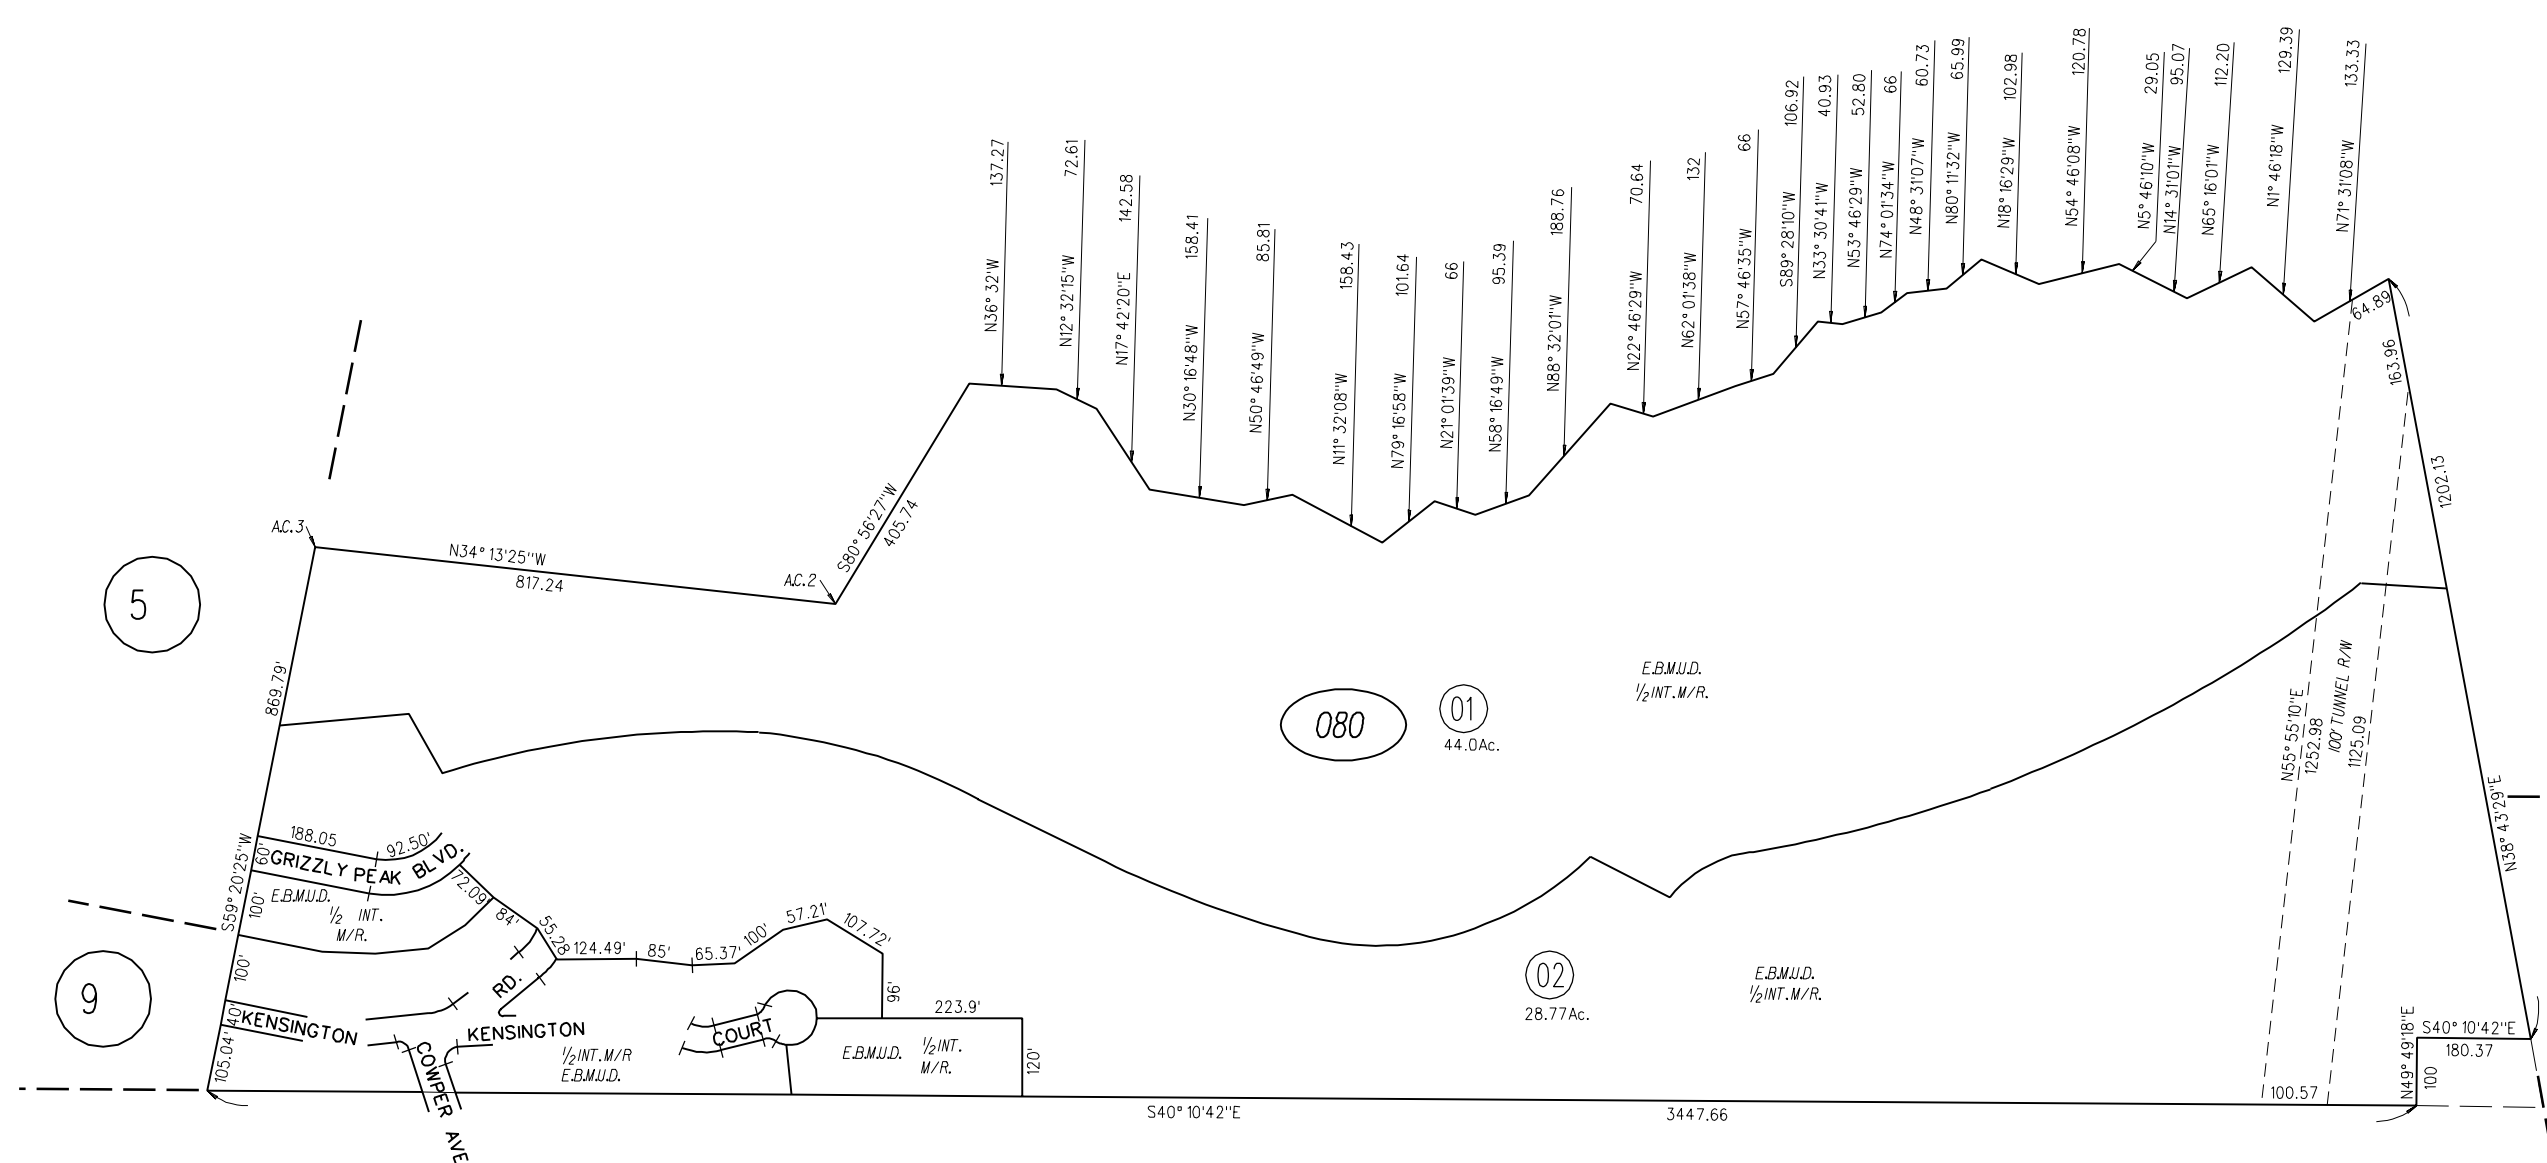 137.27
N36° 32'W
72.61
N12° 32'15"W
142.58
N17° 42'20"E
158.41
N30° 16'48"W
85.81
N50° 46'49"W
158.43
N11° 32'08"W
101.64
N79° 16'58"W
66
N21° 01'39"W
95.39
N58° 16'49"W
188.76
N88° 32'01"W
70.64
N22° 46'29"W
132
N62° 01'38"W
66
N57° 46'35"W
106.92
S89° 28'10"W
40.93
N33° 30'41"W
52.80
N53° 46'29"W
66
N74° 01'34"W
60.73
N48° 31'07"W
65.99
N80° 11'32"W
102.98
N18° 16'29"W
120.78
N54° 46'08"W
29.05
N5° 46'10"W
95.07
N14° 31'01"W
112.20
N65° 16'01"W
129.39
N1° 46'18"W
133.33
N71° 31'08"W
64.89
163.96
1202.13
N38° 43'29"E
A.C.3
N34° 13'25"W
817.24
A.C.2
S80° 56'27"W
405.74
5
869.79'
E.B.M.U.D.
1/2 INT. M/R.
080
01
44.0Ac.
N55° 55'10"E
1252.98
100' TUNNEL R/W
1125.09
S59° 20'25"W
188.05
92.50'
60'
GRIZZLY PEAK BLVD.
72.09'
100'
E.B.M.U.D.
1/2 INT.
M/R.
84'
55.28
124.49'
85'
65.37'
100'
57.21'
107.72'
96'
223.9'
9
100'
RD.
40'
KENSINGTON
KENSINGTON
COURT
105.04'
COWPER AVE
1/2 INT. M/R
E.B.M.U.D.
E.B.M.U.D. 1/2 INT.
M/R.
120'
02
28.77Ac.
E.B.M.U.D.
1/2 INT. M/R.
N49° 49'18"E
100
S40° 10'42"E
180.37
100.57
S40° 10'42"E
3447.66